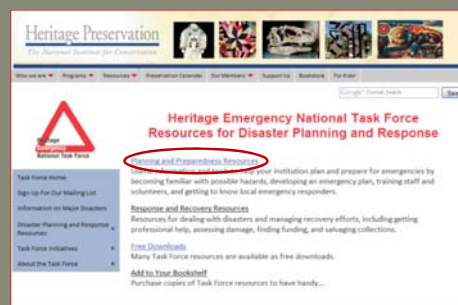 Heritage Preservation
The National Institute for Conservation
Who we are Programs Resources Preservation Calendar Our Members Support Us Bookstore For Kids!
Google Custom Search
Heritage
Emergency
National Task Force
Heritage Emergency National Task Force
Resources for Disaster Planning and Response
Planning and Preparedness Resources
Useful information and tools to help your institution plan and prepare for emergencies by
becoming familiar with possible hazards, developing an emergency plan, training staff and
volunteers, and getting to know local emergency responders.
Response and Recovery Resources
Resources for dealing with disasters and managing recovery efforts, including getting
professional help, assessing damage, finding funding, and salvaging collections.
Free Downloads
Many Task Force resources are available as free downloads.
Add to Your Bookshelf
Purchase copies of Task Force resources to have handy...
Task Force Home
Sign Up For Our Mailing List
Information on Major Disasters
Disaster Planning and Response
Resources
Task Force Initiatives
About the Task Force